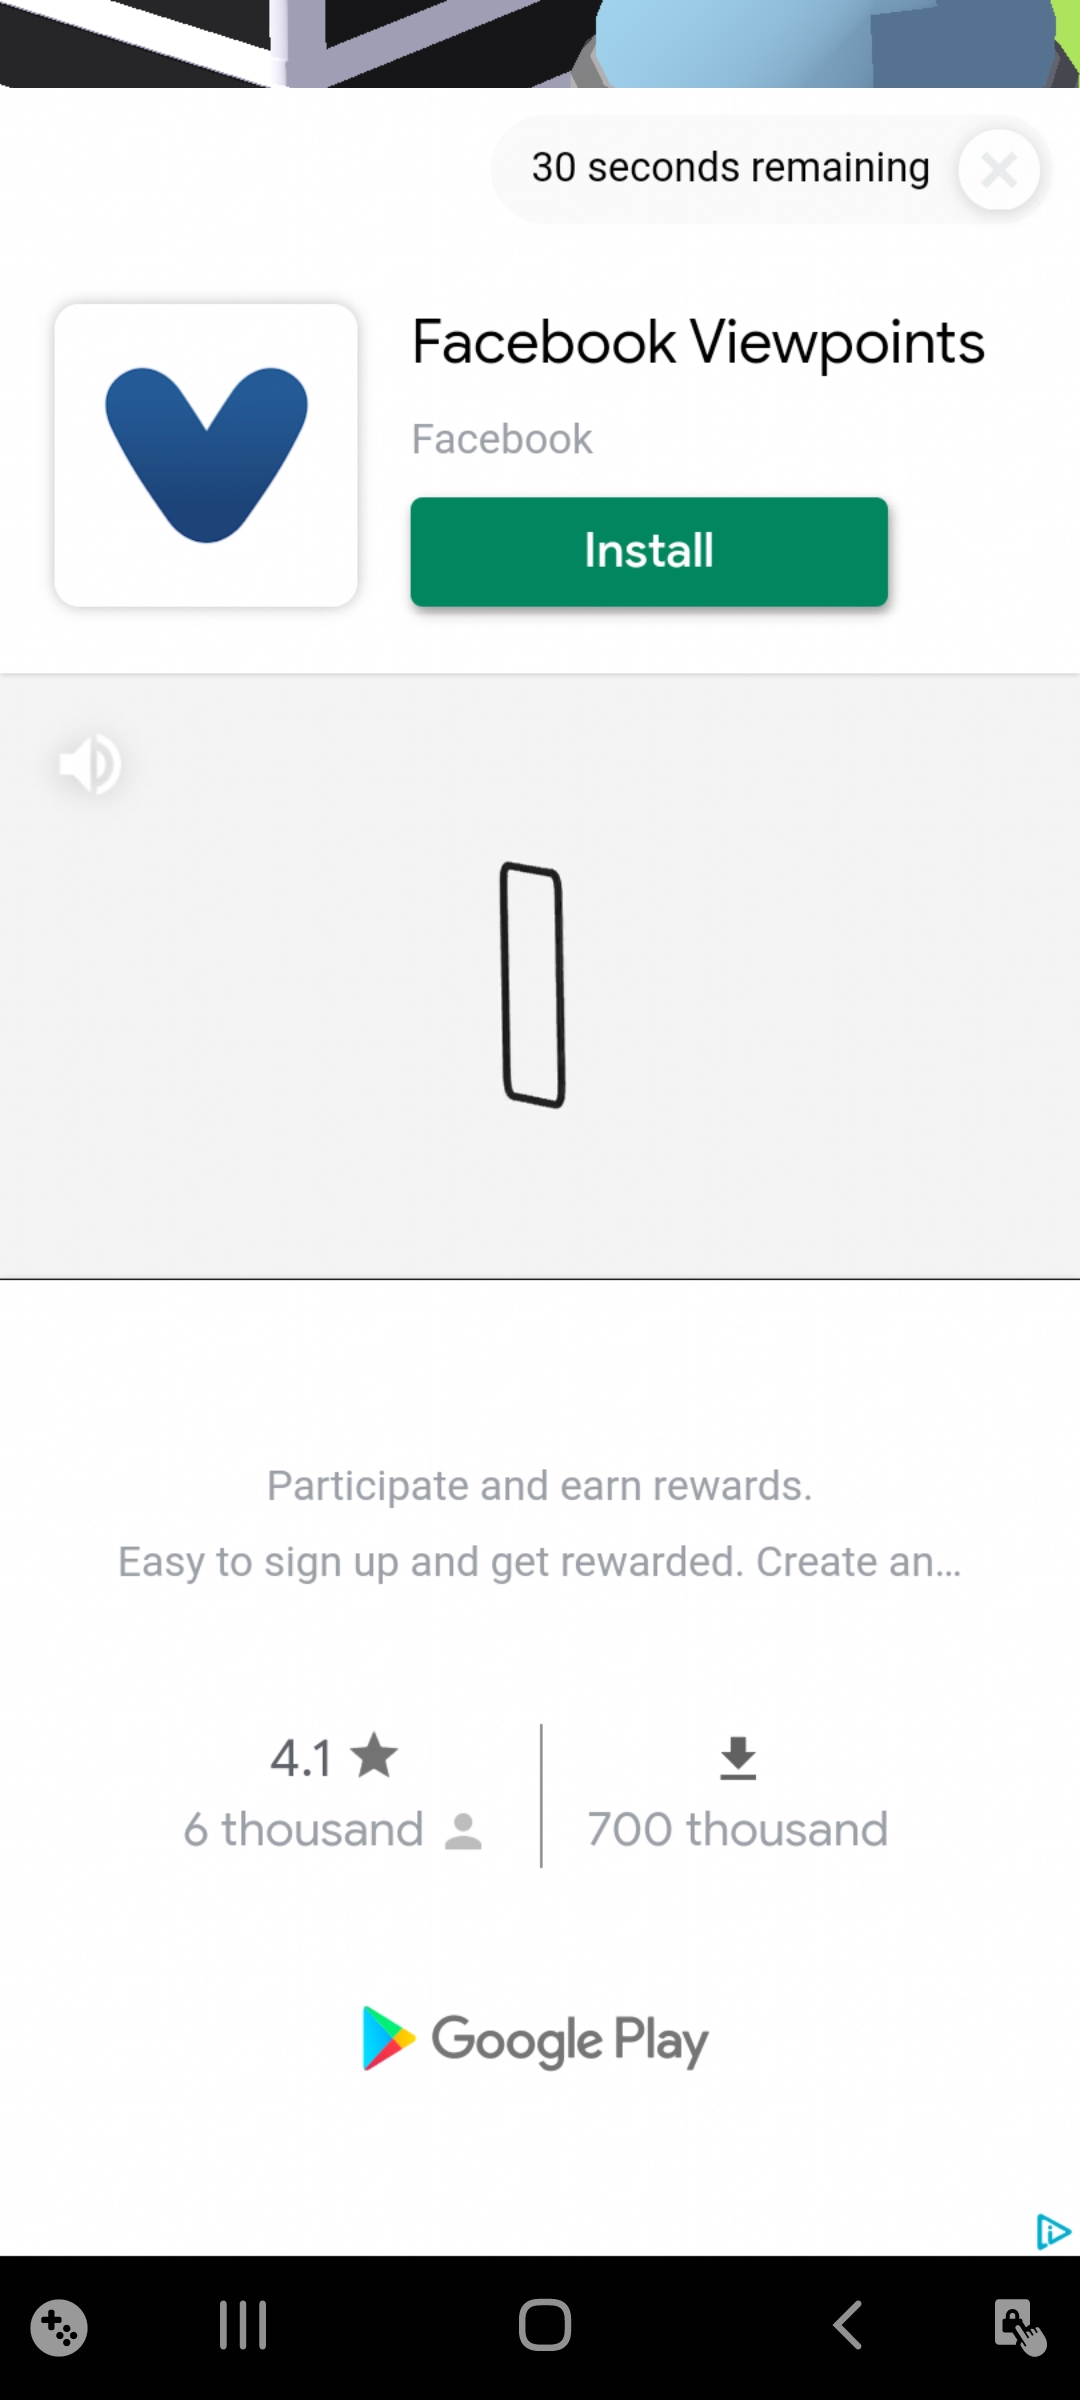 30 seconds remaining
Facebook Viewpoints
Facebook
Install
Participate and earn rewards.
Easy to sign up and get rewarded. Create an...
4.1
6 thousand
700 thousand
Google Play